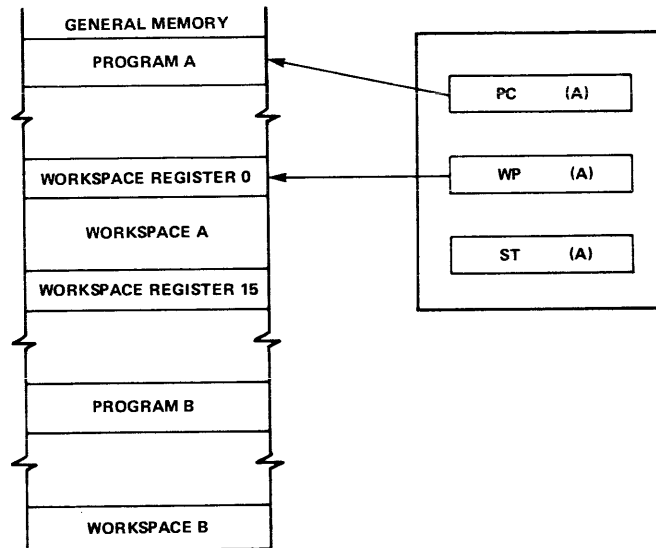 GENERAL MEMORY
PROGRAM A
WORKSPACE REGISTER 0
WORKSPACE A
WORKSPACE REGISTER 15
PROGRAM B
WORKSPACE B
PC (A)
WP (A)
ST (A)